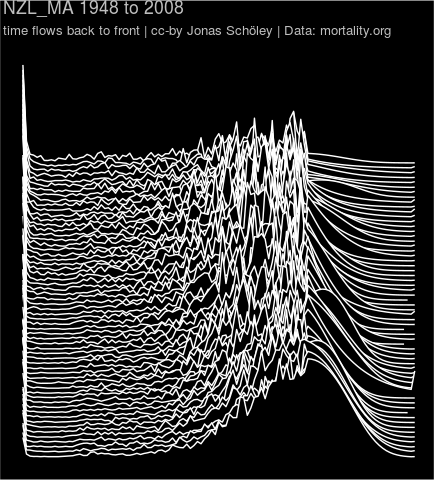 NZL_MA 1948 to 2008
time flows back to front | cc-by Jonas Schöley | Data: mortality.org